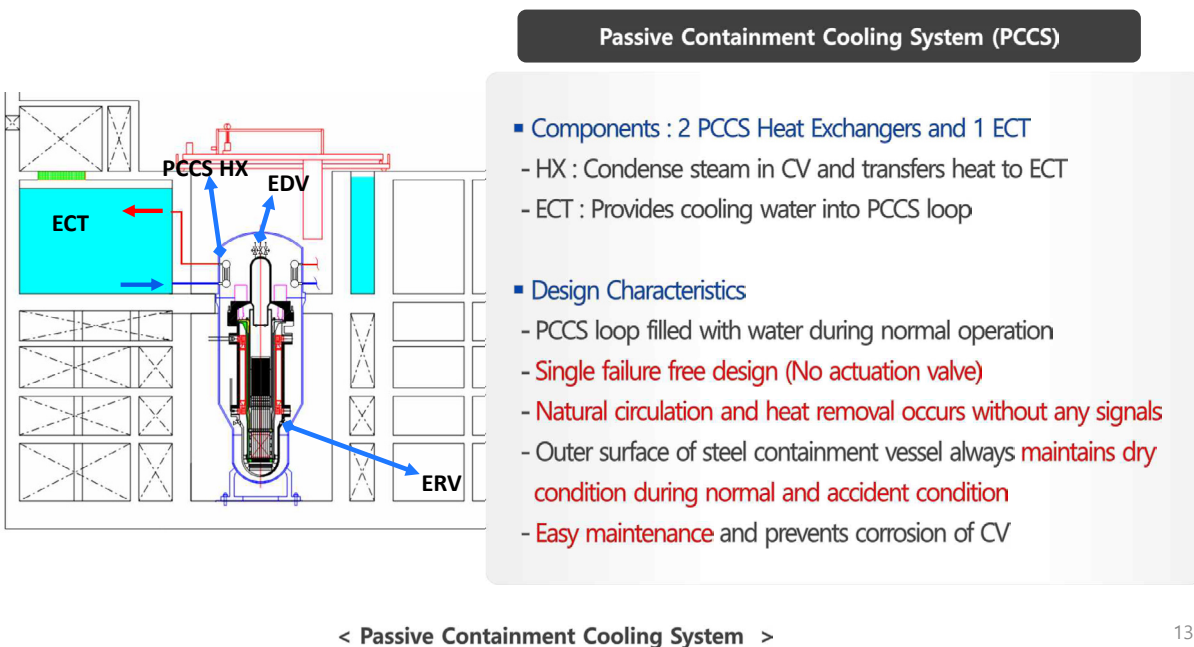 Passive Containment Cooling System (PCCS)
PCCS HX
EDV
ECT
ERV
▪ Components : 2 PCCS Heat Exchangers and 1 ECT
- HX : Condense steam in CV and transfers heat to ECT
- ECT : Provides cooling water into PCCS loop
▪ Design Characteristics
- PCCS loop filled with water during normal operation
- Single failure free design (No actuation valve)
- Natural circulation and heat removal occurs without any signals
- Outer surface of steel containment vessel always maintains dry
condition during normal and accident condition
- Easy maintenance and prevents corrosion of CV
< Passive Containment Cooling System >
13